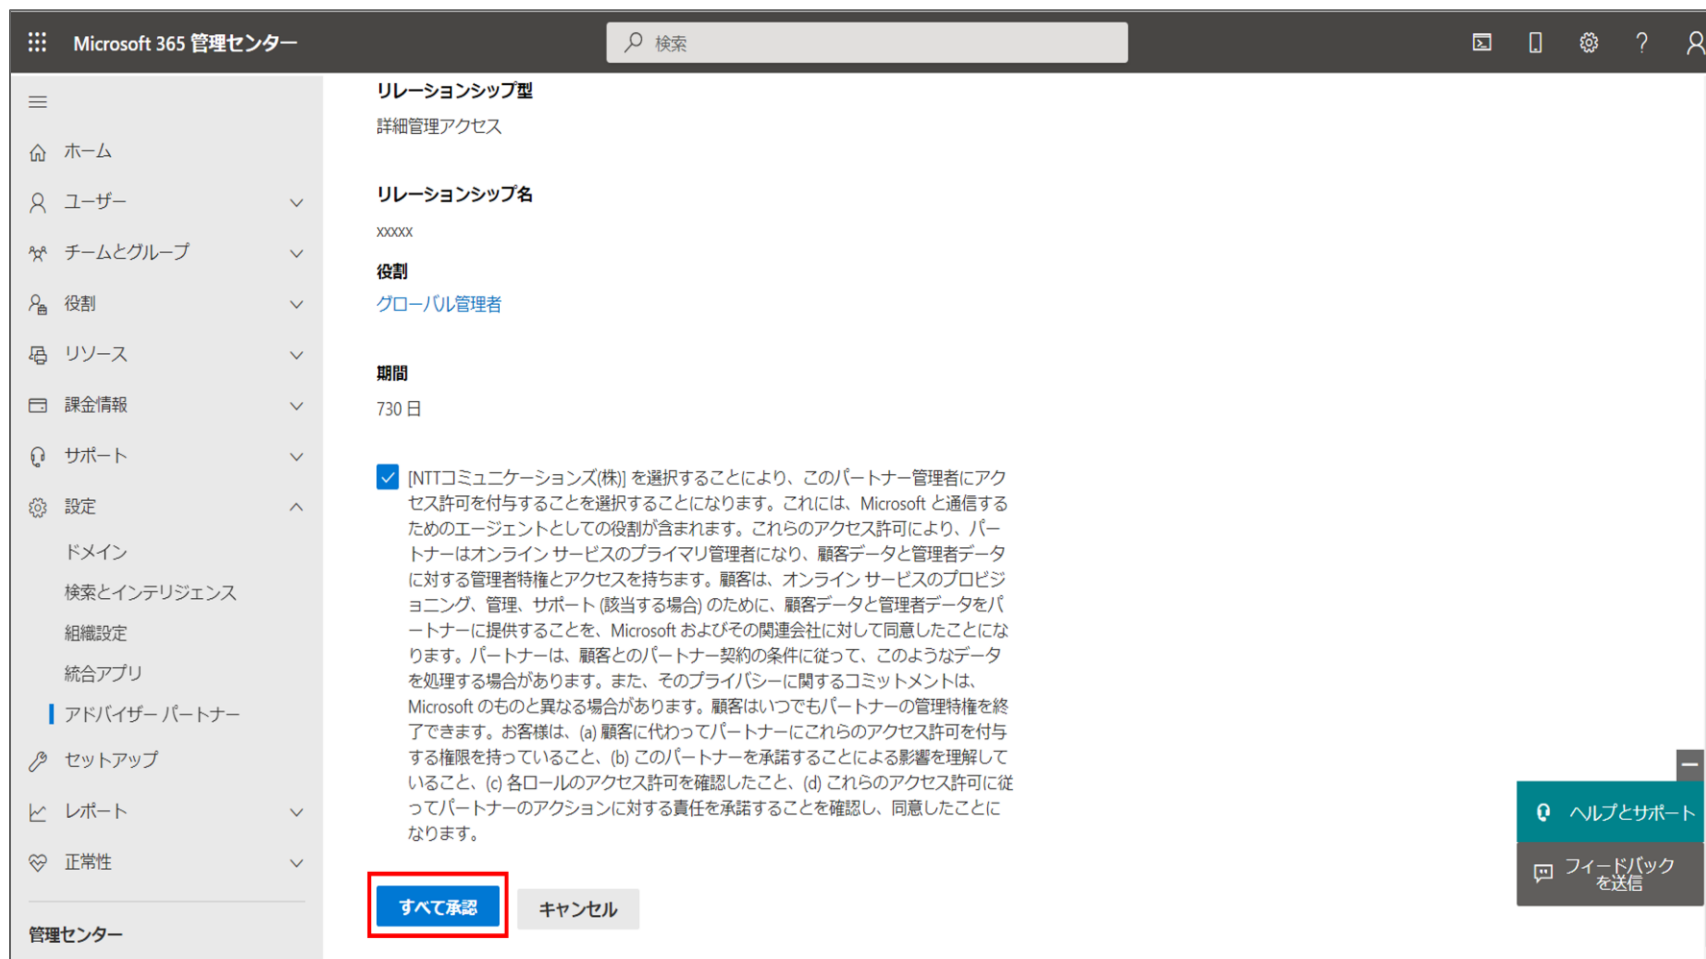 Microsoft 365 管理センター
検索
ホーム
ユーザー
チームとグループ
役割
リソース
課金情報
サポート
設定
ドメイン
検索とインテリジェンス
組織設定
統合アプリ
アドバイザー パートナー
セットアップ
レポート
正常性
管理センター
リレーションシップ型
詳細管理アクセス
リレーションシップ名
xxxxx
役割
グローバル管理者
期間
730 日
[NTTコミュニケーションズ(株)] を選択することにより、このパートナー管理者にアク
セス許可を付与することを選択することになります。これには、Microsoft と通信する
ためのエージェントとしての役割が含まれます。これらのアクセス許可により、パー
トナーはオンライン サービスのプライマリ管理者になり、顧客データと管理者データ
に対する管理者特権とアクセスを持ちます。顧客は、オンライン サービスのプロビジ
ョニング、管理、サポート (該当する場合) のために、顧客データと管理者データをパ
ートナーに提供することを、Microsoft およびその関連会社に対して同意したことにな
ります。パートナーは、顧客とのパートナー契約の条件に従って、このようなデータ
を処理する場合があります。また、そのプライバシーに関するコミットメントは、
Microsoft のものと異なる場合があります。顧客はいつでもパートナーの管理特権を終
了できます。お客様は、(a) 顧客に代わってパートナーにこれらのアクセス許可を付与
する権限を持っていること、(b) このパートナーを承諾することによる影響を理解して
いること、(c) 各ロールのアクセス許可を確認したこと、(d) これらのアクセス許可に従
ってパートナーのアクションに対する責任を承諾することを確認し、同意したことに
なります。
すべて承認
キャンセル
ヘルプとサポート
フィードバック
を送信